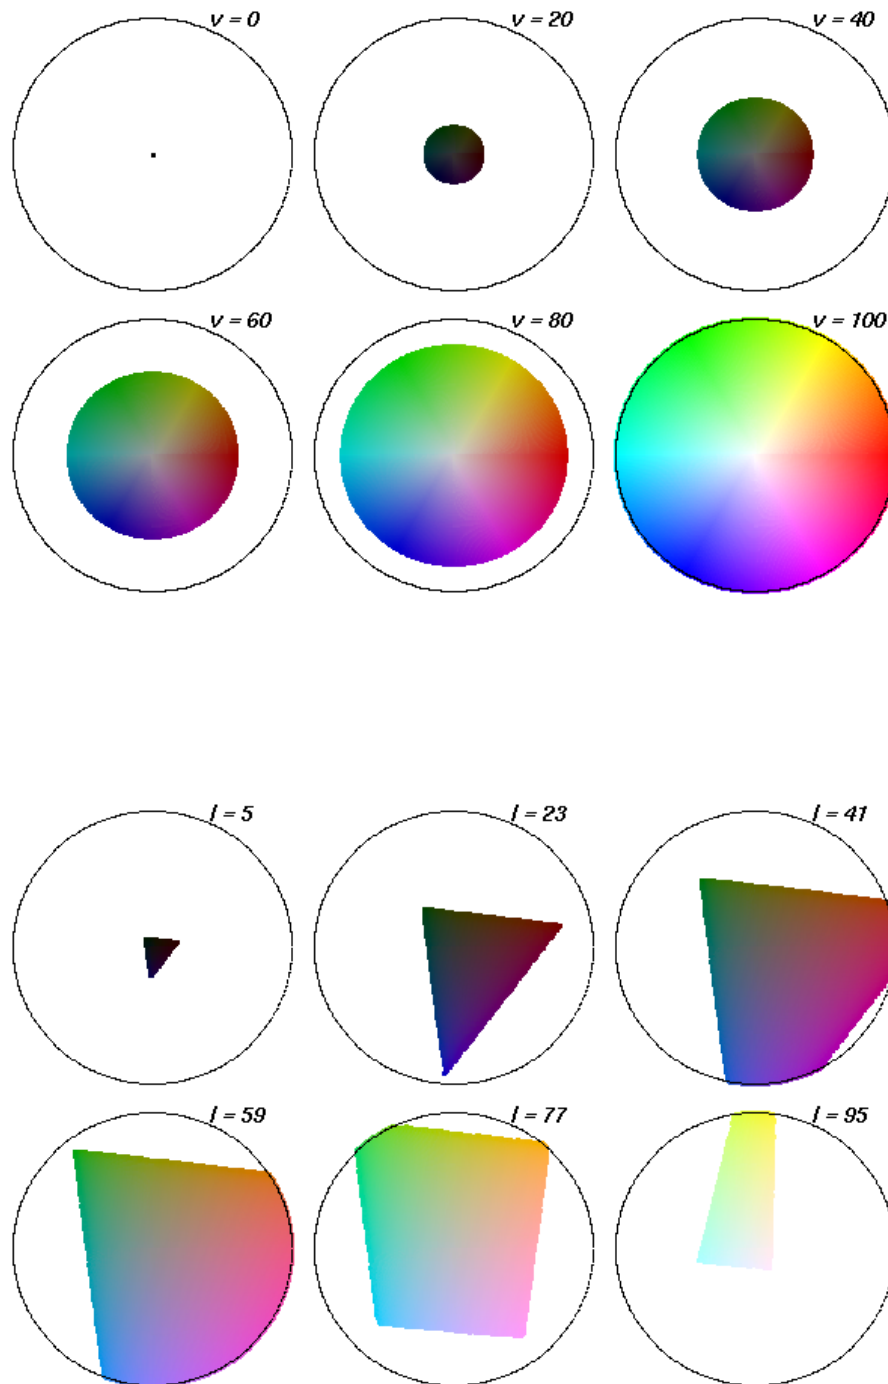 v = 0
v = 20
v = 40
v = 60
v = 80
v = 100
l = 5
l = 23
l = 41
l = 59
l = 77
l = 95